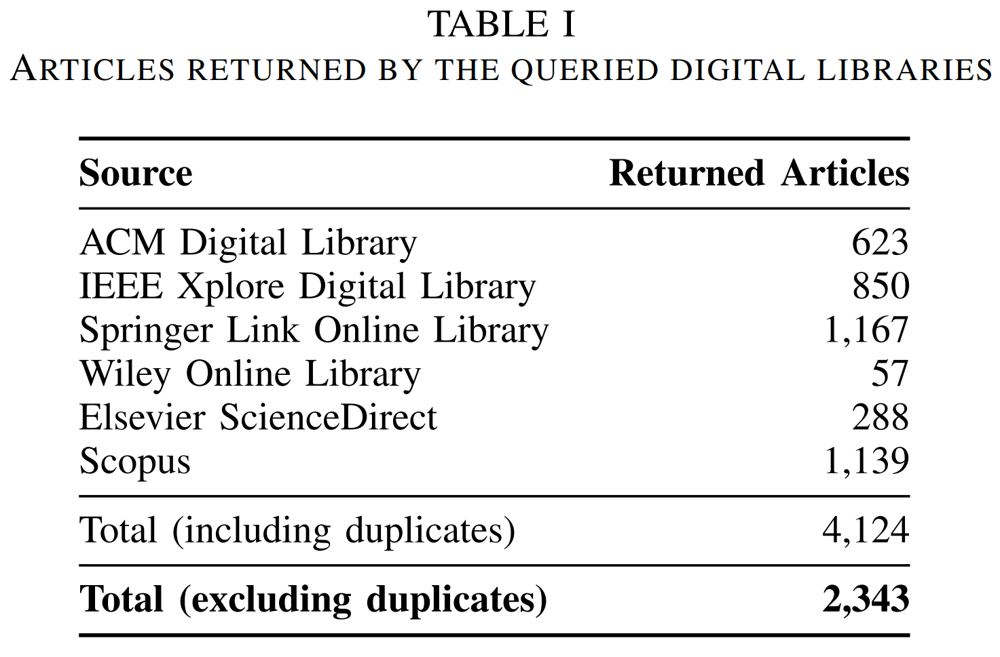 TABLE I
ARTICLES RETURNED BY THE QUERIED DIGITAL LIBRARIES
Source Returned Articles
ACM Digital Library 623
IEEE Xplore Digital Library 850
Springer Link Online Library 1,167
Wiley Online Library 57
Elsevier ScienceDirect 288
Scopus 1,139
Total (including duplicates) 4,124
Total (excluding duplicates) 2,343